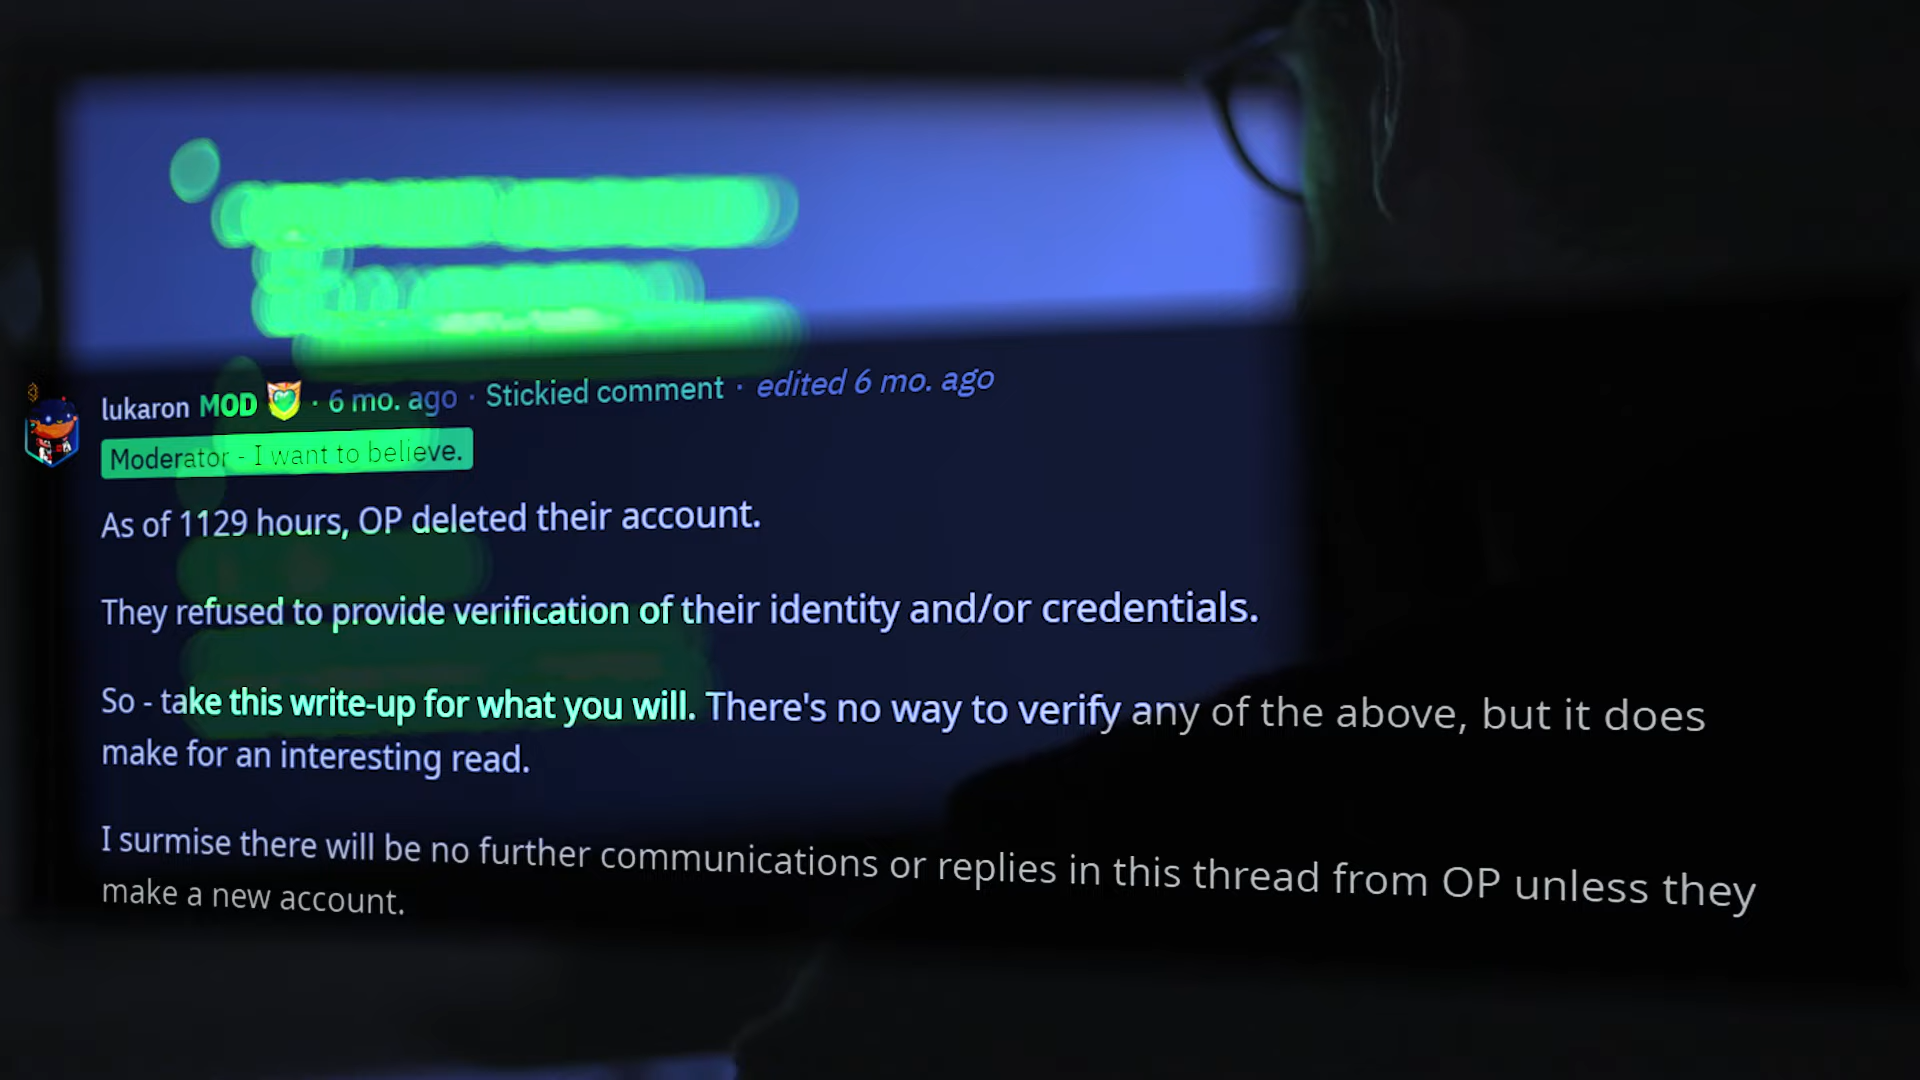 lukaron MOD · 6 mo. ago · Stickied comment · edited 6 mo. ago
Moderator - I want to believe.
As of 1129 hours, OP deleted their account.
They refused to provide verification of their identity and/or credentials.
So - take this write-up for what you will. There's no way to verify any of the above, but it does
make for an interesting read.
I surmise there will be no further communications or replies in this thread from OP unless they
make a new account.